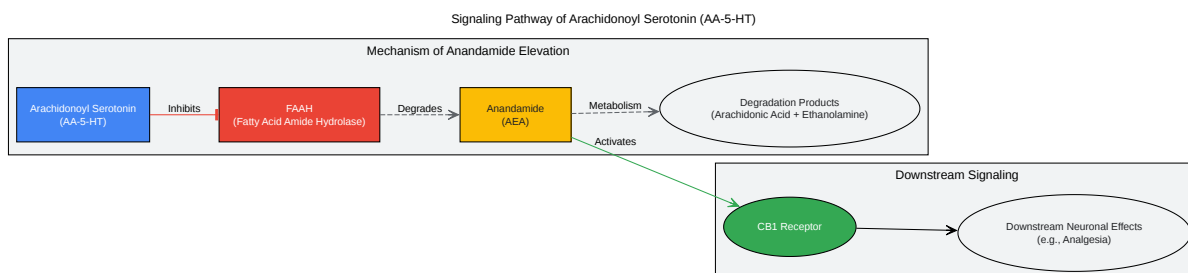 Signaling Pathway of Arachidonoyl Serotonin (AA-5-HT)
Mechanism of Anandamide Elevation
Arachidonoyl Serotonin
(AA-5-HT)
Inhibits
FAAH
(Fatty Acid Amide Hydrolase)
Degrades
Anandamide
(AEA)
Metabolism
Degradation Products
(Arachidonic Acid + Ethanolamine)
Activates
Downstream Signaling
CB1 Receptor
Downstream Neuronal Effects
(e.g., Analgesia)